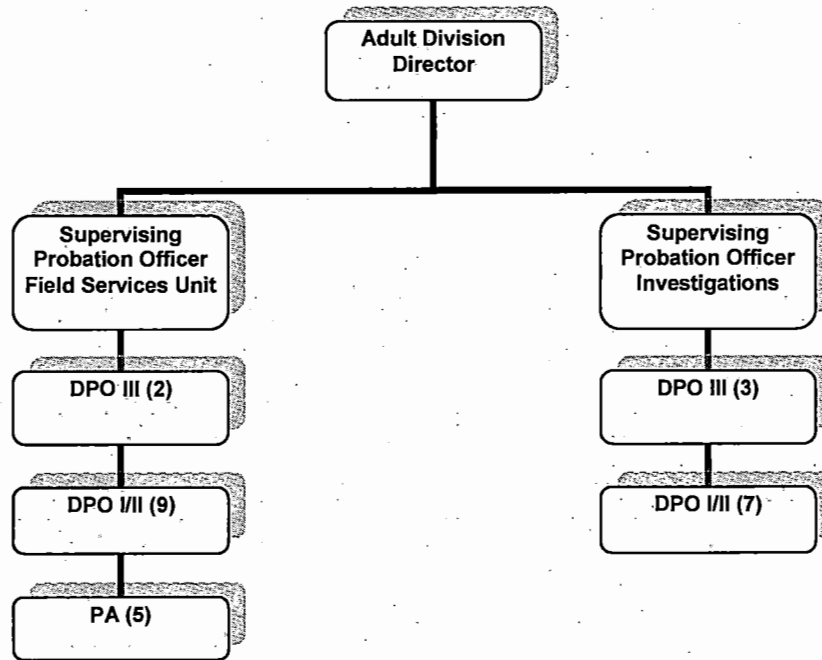 Adult Division
Director
Supervising
Probation Officer
Field Services Unit
Supervising
Probation Officer
Investigations
DPO III (2)
DPO III (3)
DPO I/II (9)
DPO I/II (7)
PA (5)